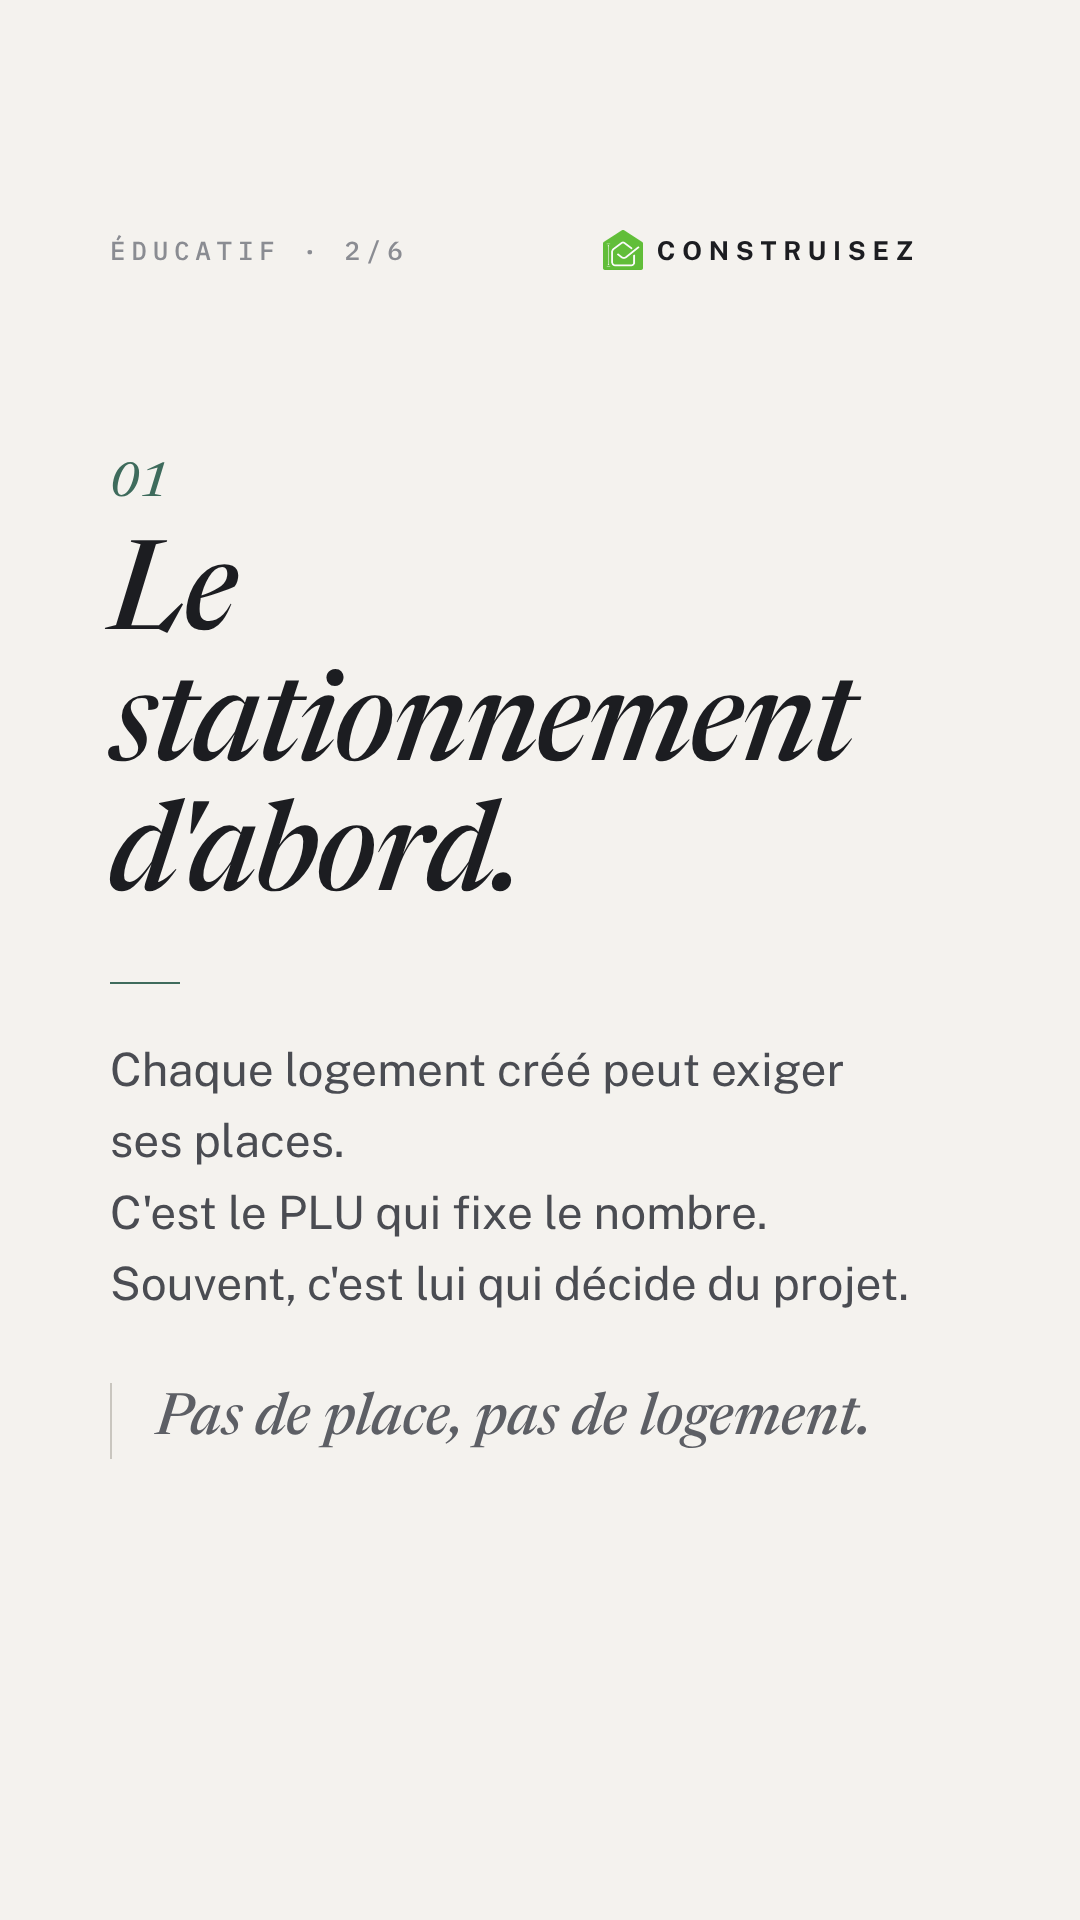 ÉDUCATIF · 2/6
CONSTRUISEZ
01
Le
stationnement
d'abord.
Chaque logement créé peut exiger
ses places.
C'est le PLU qui fixe le nombre.
Souvent, c'est lui qui décide du projet.
Pas de place, pas de logement.